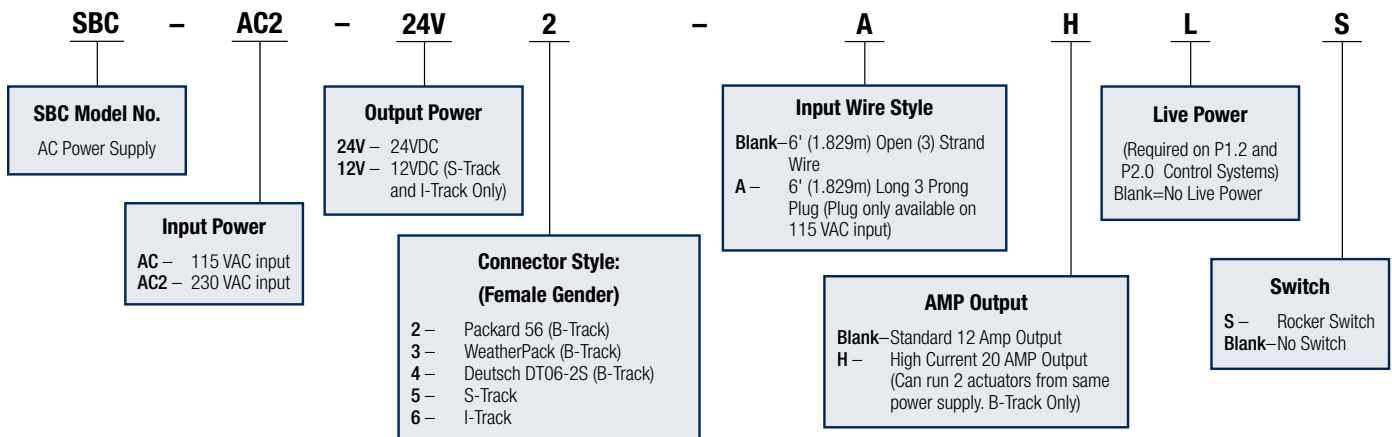 SBC – AC2 – 24V 2 – A H L S
SBC Model No.
AC Power Supply
Input Power
AC – 115 VAC input
AC2 – 230 VAC input
Output Power
24V – 24VDC
12V – 12VDC (S-Track
and I-Track Only)
Connector Style:
(Female Gender)
2 – Packard 56 (B-Track)
3 – WeatherPack (B-Track)
4 – Deutsch DT06-2S (B-Track)
5 – S-Track
6 – I-Track
Input Wire Style
Blank–6' (1.829m) Open (3) Strand
Wire
A – 6' (1.829m) Long 3 Prong
Plug (Plug only available on
115 VAC input)
AMP Output
Blank–Standard 12 Amp Output
H – High Current 20 AMP Output
(Can run 2 actuators from same
power supply. B-Track Only)
Live Power
(Required on P1.2 and
P2.0 Control Systems)
Blank=No Live Power
Switch
S – Rocker Switch
Blank–No Switch